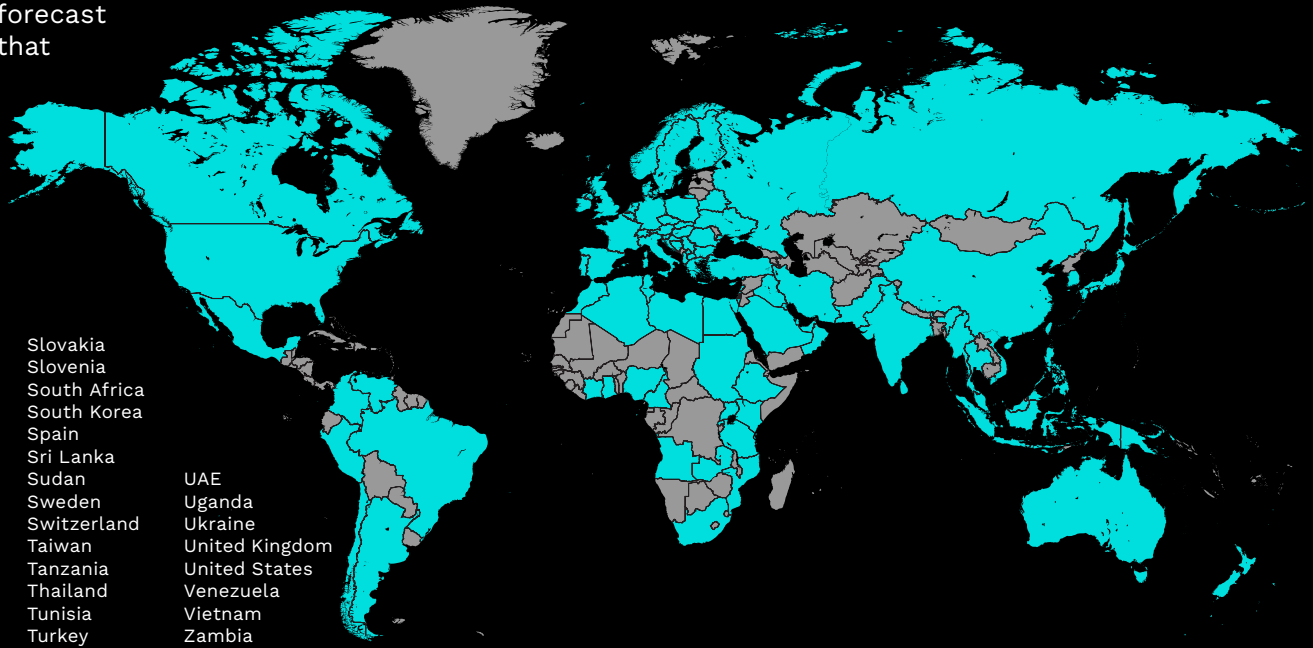 forecast
that
Slovakia
Slovenia
South Africa
South Korea
Spain
Sri Lanka
Sudan
Sweden
Switzerland
Taiwan
Tanzania
Thailand
Tunisia
Turkey
UAE
Uganda
Ukraine
United Kingdom
United States
Venezuela
Vietnam
Zambia